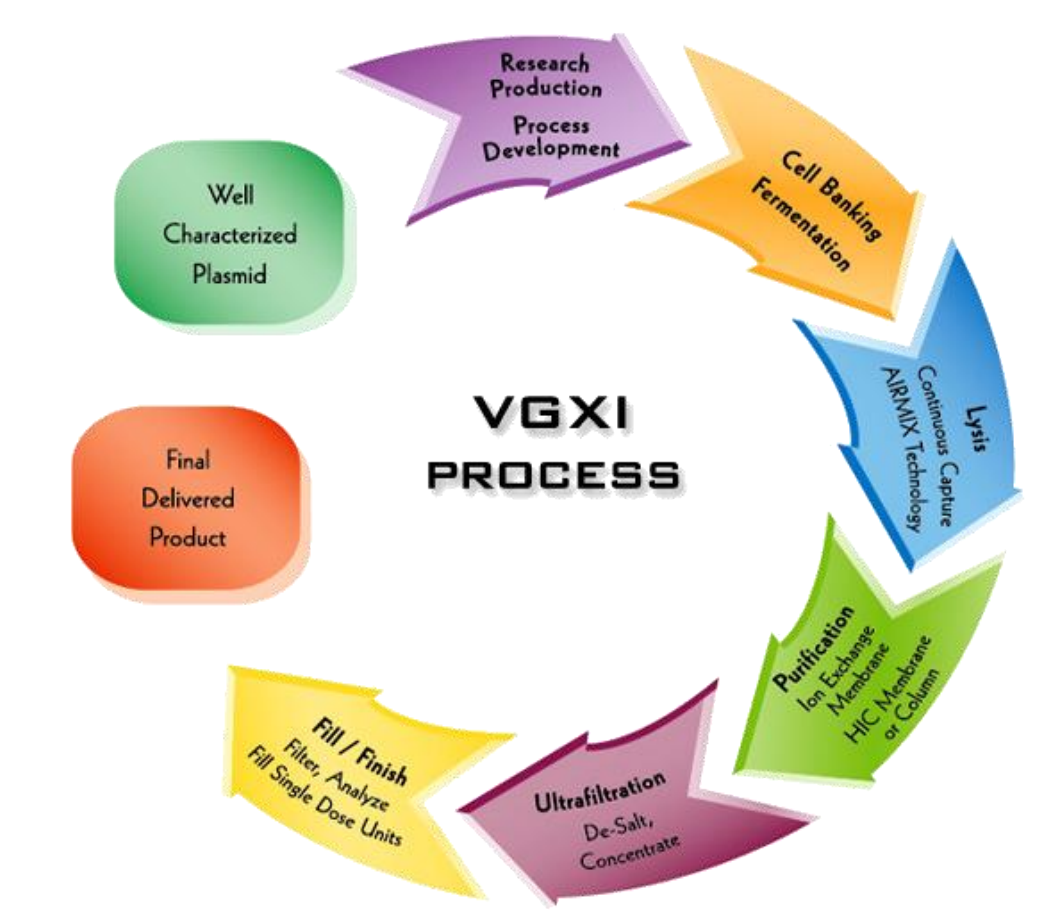 Research
Production
Process
Development
Cell Banking
Fermentation
Lysis
Continuous Capture
AIRMIX Technology
Purification
Ion Exchange
Membrane
HIC Membrane
or Column
Ultrafiltration
De-Salt,
Concentrate
Fill / Finish
Filter, Analyze
Fill Single Dose Units
Well
Characterized
Plasmid
Final
Delivered
Product
VGXI
PROCESS